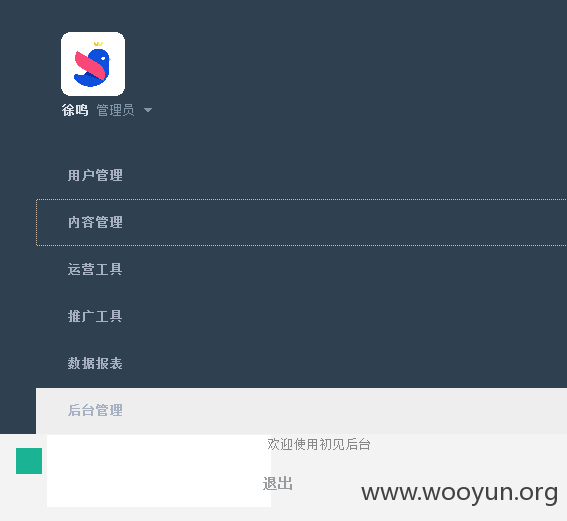 徐鸣 管理员
用户管理
内容管理
运营工具
推广工具
数据报表
后台管理
欢迎使用初见后台
退出
www.wooyun.org